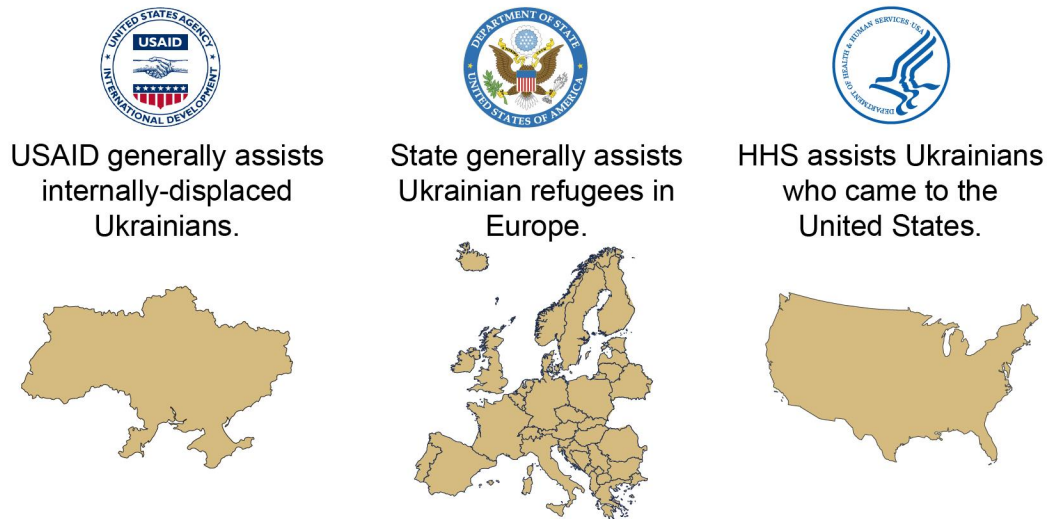 UNITED STATES AGENCY
USAID
INTERNATIONAL DEVELOPMENT
DEPARTMENT OF STATE
UNITED STATES OF AMERICA
DEPARTMENT OF HEALTH & HUMAN SERVICES · USA
USAID generally assists
internally-displaced
Ukrainians.
State generally assists
Ukrainian refugees in
Europe.
HHS assists Ukrainians
who came to the
United States.